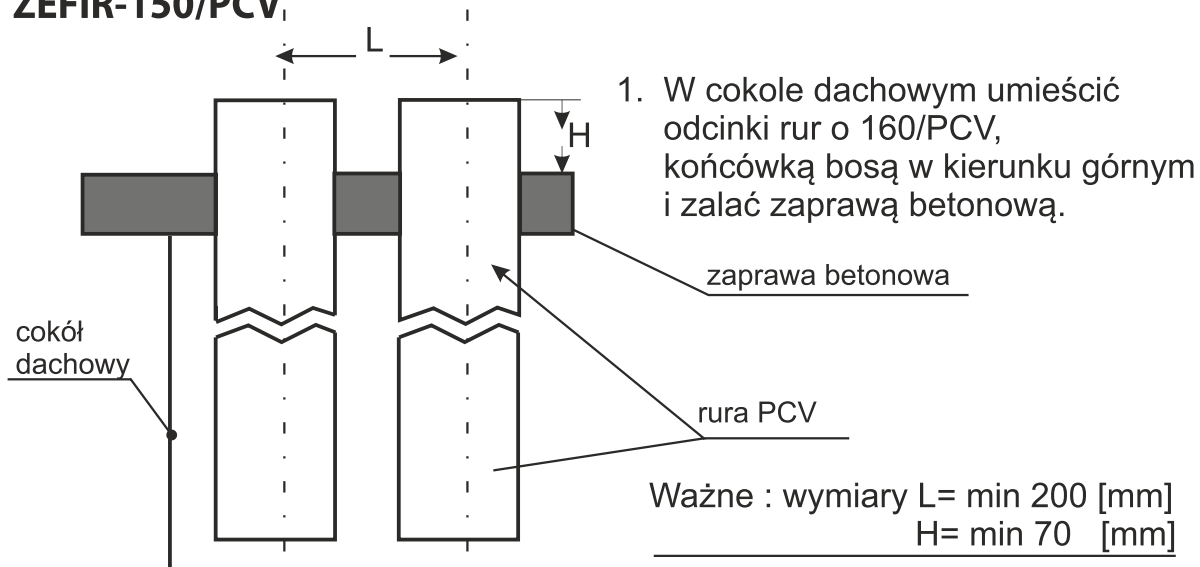 ZEFIR-150/PCV
L
H
1. W cokole dachowym umieścić
odcinki rur o 160/PCV,
końcówką bosą w kierunku górnym
i zalać zaprawą betonową.
zaprawa betonowa
cokół
dachowy
rura PCV
Ważne : wymiary L= min 200 [mm]
H= min 70 [mm]